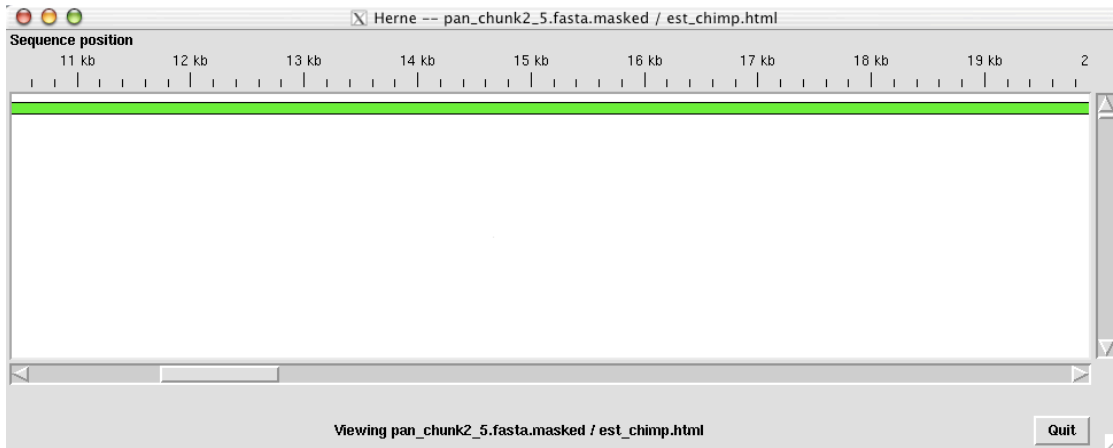 Herne -- pan_chunk2_5.fasta.masked / est_chimp.html
Sequence position
11 kb 12 kb 13 kb 14 kb 15 kb 16 kb 17 kb 18 kb 19 kb 2
Viewing pan_chunk2_5.fasta.masked / est_chimp.html Quit